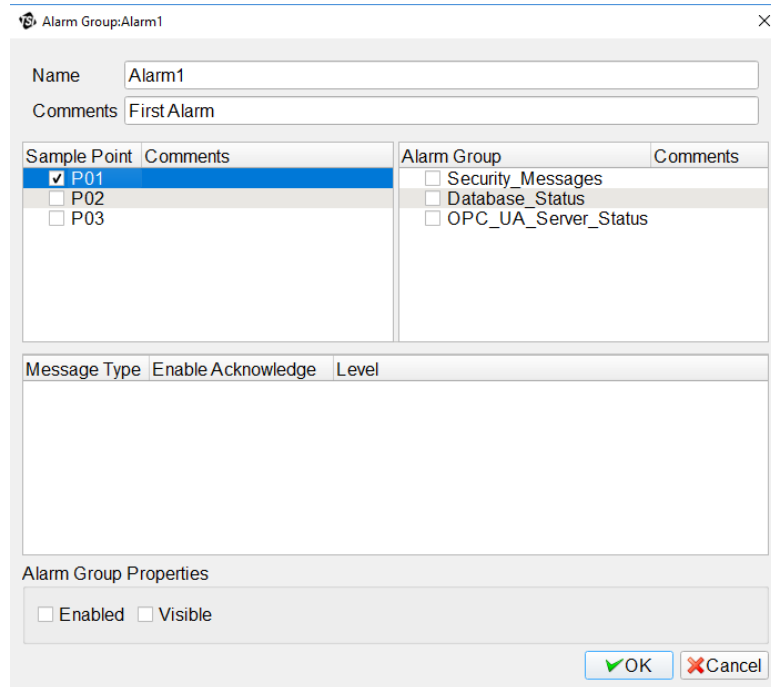 TSI Alarm Group:Alarm1
Name Alarm1
Comments First Alarm
Sample Point Comments
P01
P02
P03
Alarm Group Comments
Security_Messages
Database_Status
OPC_UA_Server_Status
Message Type Enable Acknowledge Level
Alarm Group Properties
Enabled Visible
OK Cancel